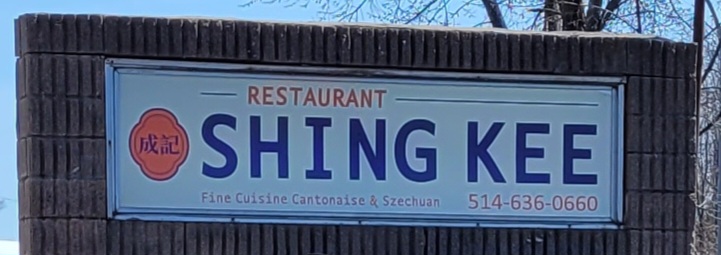 RESTAURANT
成記
SHING KEE
Fine Cuisine Cantonaise & Szechuan
514-636-0660